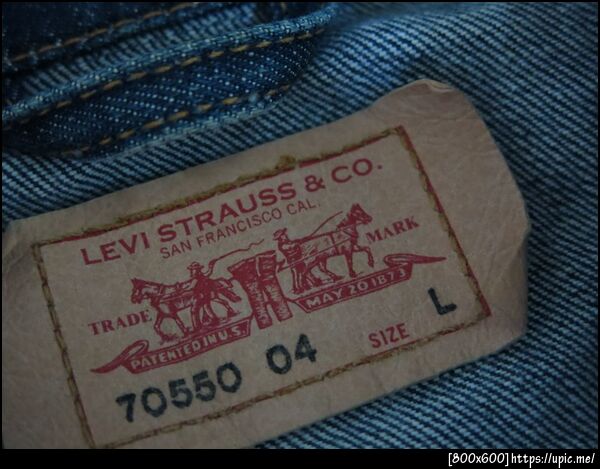 LEVI STRAUSS & CO.
SAN FRANCISCO CAL.
TRADE MARK
PATENTED IN U.S. MAY 20 1873
70550 04 SIZE L
[800x600]https://upic.me/